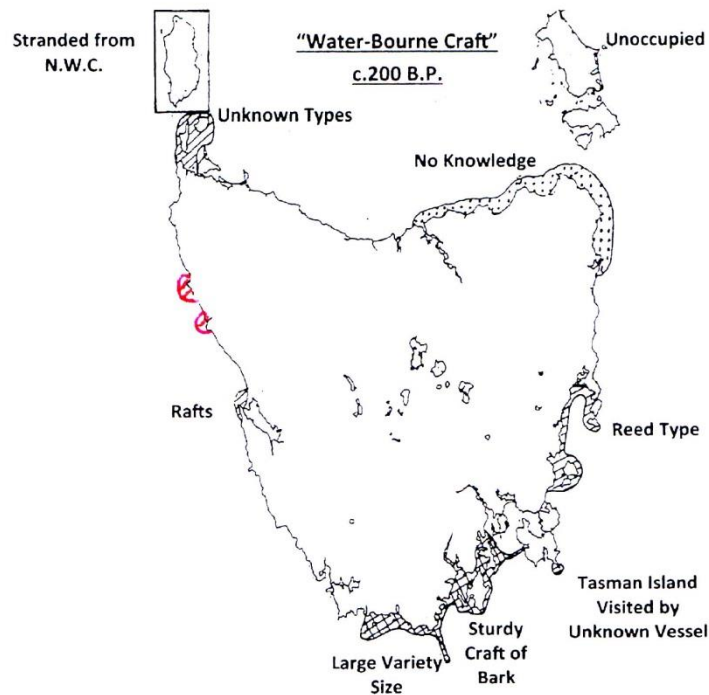 Stranded from
N.W.C.
"Water-Bourne Craft"
c.200 B.P.
Unoccupied
Unknown Types
No Knowledge
Rafts
Reed Type
Tasman Island
Visited by
Unknown Vessel
Sturdy
Craft of
Bark
Large Variety
Size